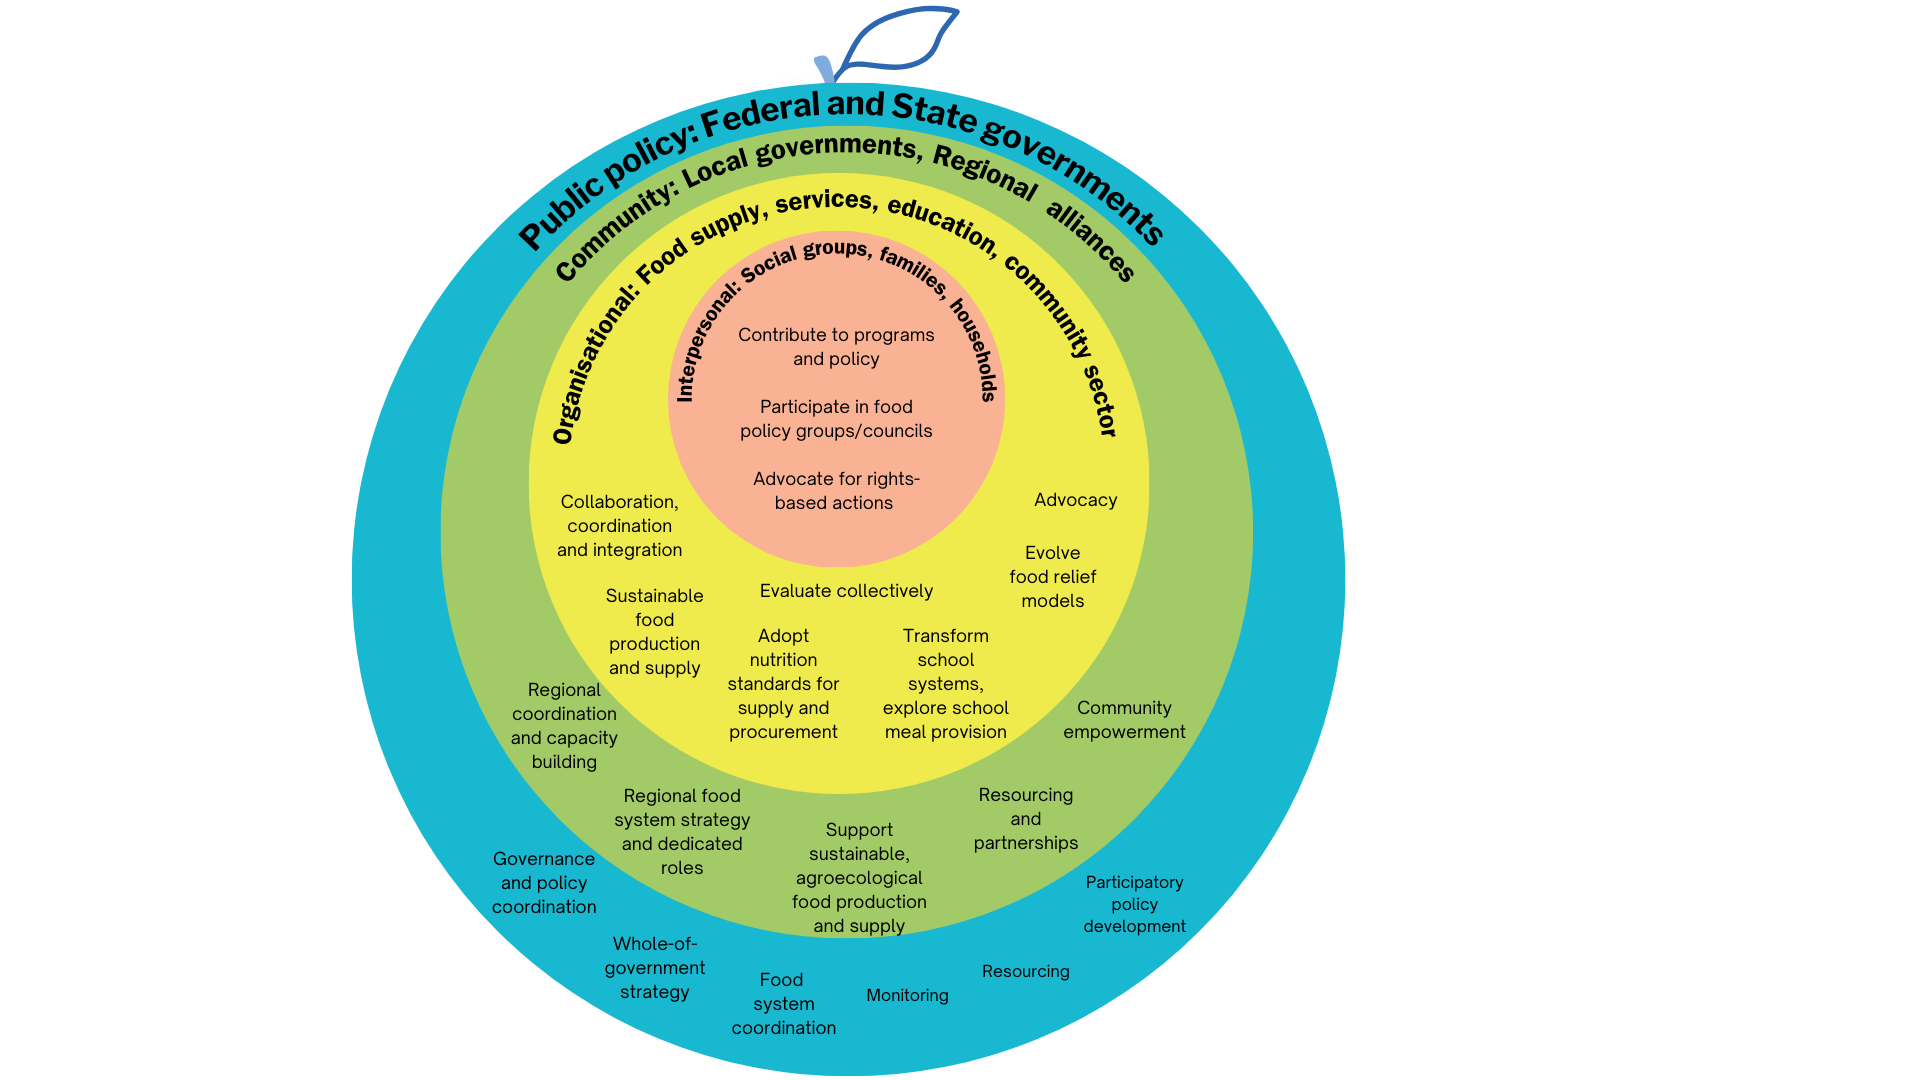 Public policy: Federal and State governments
Community: Local governments, Regional alliances
Organisational: Food supply, services, education, community sector
Interpersonal: Social groups, families, households
Contribute to programs
and policy
Participate in food
policy groups/councils
Advocate for rights-
based actions
Collaboration,
coordination
and integration
Sustainable
food
production
and supply
Evaluate collectively
Adopt
nutrition
standards for
supply and
procurement
Transform
school
systems,
explore school
meal provision
Advocacy
Evolve
food relief
models
Regional
coordination
and capacity
building
Regional food
system strategy
and dedicated
roles
Support
sustainable,
agroecological
food production
and supply
Resourcing
and
partnerships
Community
empowerment
Governance
and policy
coordination
Whole-of-
government
strategy
Food
system
coordination
Monitoring
Resourcing
Participatory
policy
development